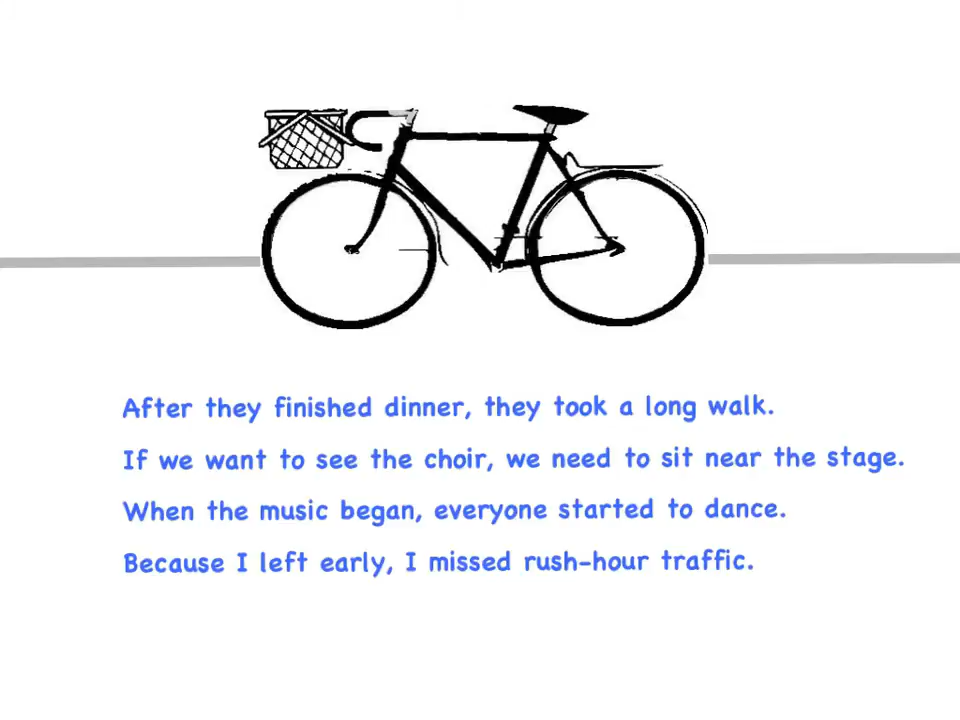 After they finished dinner, they took a long walk.
If we want to see the choir, we need to sit near the stage.
When the music began, everyone started to dance.
Because I left early, I missed rush-hour traffic.